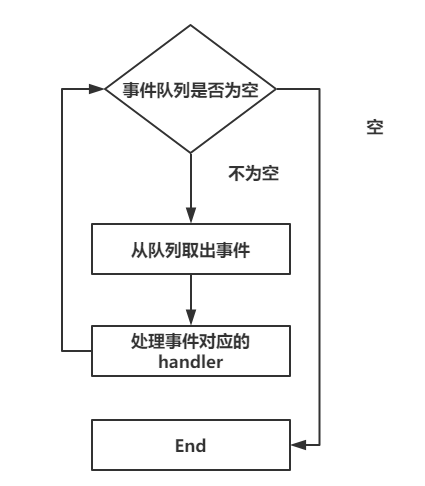 事件队列是否为空
空
不为空
从队列取出事件
处理事件对应的
handler
End